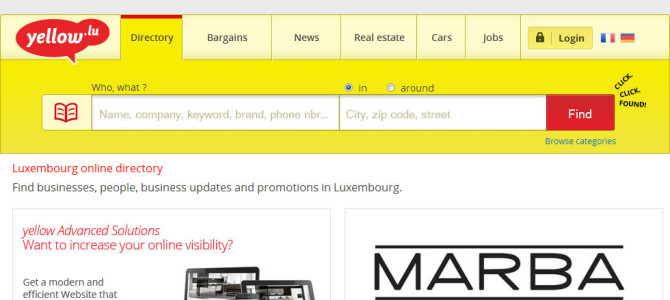 yellow.lu
Directory
Bargains
News
Real estate
Cars
Jobs
Login
Who, what ?
in
around
Name, company, keyword, brand, phone nbr...
City, zip code, street
Find
CLICK,
CLICK,
FOUND!
Browse categories
Luxembourg online directory
Find businesses, people, business updates and promotions in Luxembourg.
yellow Advanced Solutions
Want to increase your online visibility?
Get a modern and
efficient Website that
MARBA